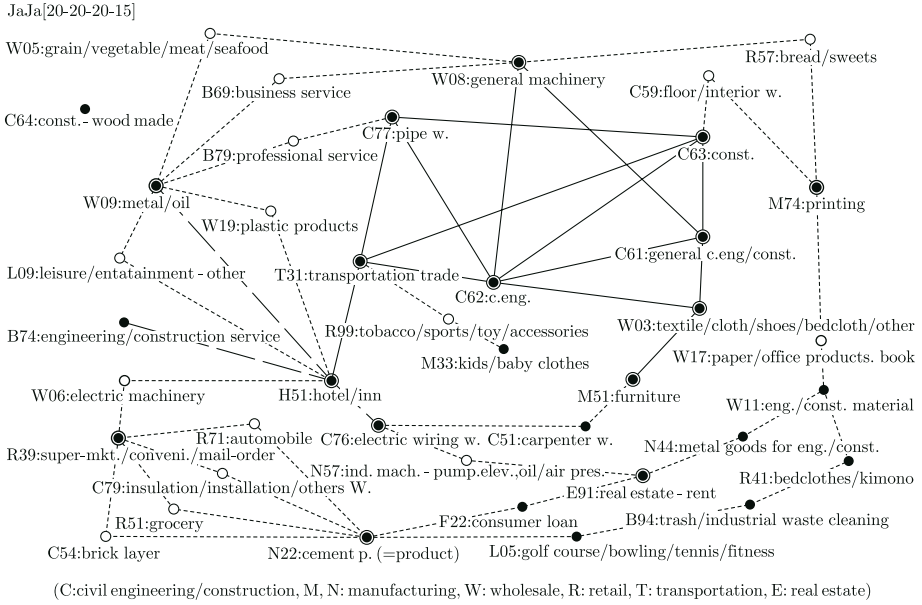 JaJa[20-20-20-15]
W05:grain/vegetable/meat/seafood
R57:bread/sweets
W08:general machinery
B69:business service
C59:floor/interior w.
C64:const.-wood made
C77:pipe w.
B79:professional service
C63:const.
W09:metal/oil
M74:printing
W19:plastic products
C61:general c.eng/const.
L09:leisure/entatainment-other
T31:transportation trade
C62:c.eng.
W03:textile/cloth/shoes/bedcloth/other
B74:engineering/construction service
R99:tobacco/sports/toy/accessories
W17:paper/office products. book
M33:kids/baby clothes
W06:electric machinery
H51:hotel/inn
M51:furniture
W11:eng./const. material
R71:automobile
C76:electric wiring w.
C51:carpenter w.
N44:metal goods for eng./const.
R39:super-mkt./conveni./mail-order
N57:ind. mach.-pump.elev.,oil/air pres.
R41:bedclothes/kimono
C79:insulation/installation/others W.
E91:real estate-rent
R51:grocery
F22:consumer loan
B94:trash/industrial waste cleaning
C54:brick layer
N22:cement p. (=product)
L05:golf course/bowling/tennis/fitness
(C:civil engineering/construction, M, N: manufacturing, W: wholesale, R: retail, T: transportation, E: real estate)